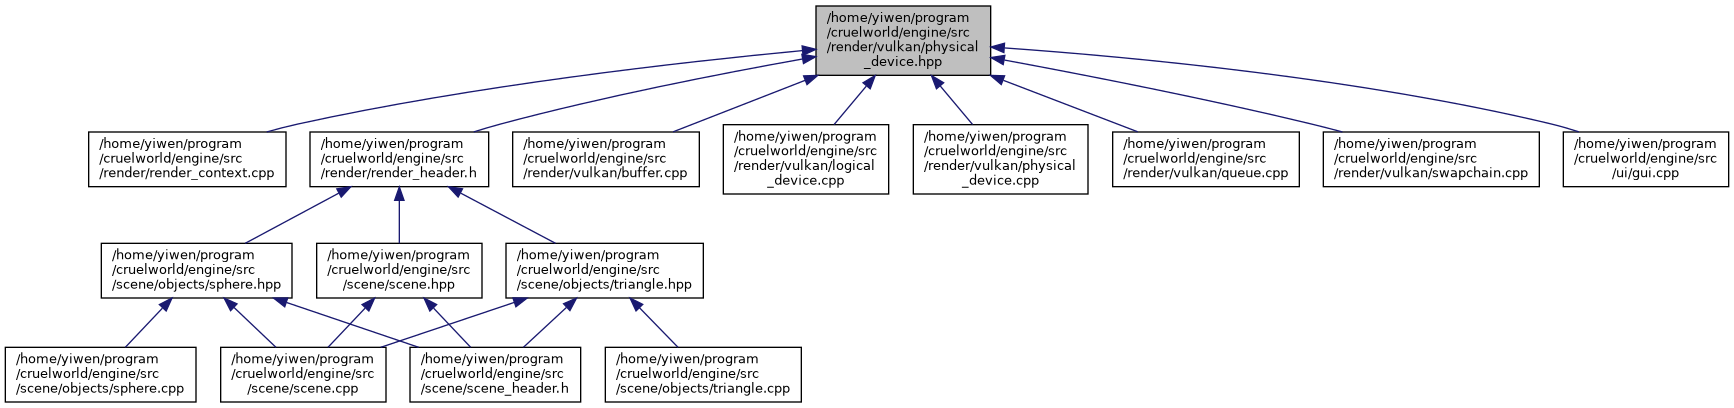 /home/yiwen/program
/cruelworld/engine/src
/render/vulkan/physical
_device.hpp
/home/yiwen/program
/cruelworld/engine/src
/render/render_context.cpp
/home/yiwen/program
/cruelworld/engine/src
/render/render_header.h
/home/yiwen/program
/cruelworld/engine/src
/render/vulkan/buffer.cpp
/home/yiwen/program
/cruelworld/engine/src
/render/vulkan/logical
_device.cpp
/home/yiwen/program
/cruelworld/engine/src
/render/vulkan/physical
_device.cpp
/home/yiwen/program
/cruelworld/engine/src
/render/vulkan/queue.cpp
/home/yiwen/program
/cruelworld/engine/src
/render/vulkan/swapchain.cpp
/home/yiwen/program
/cruelworld/engine/src
/ui/gui.cpp
/home/yiwen/program
/cruelworld/engine/src
/scene/objects/sphere.hpp
/home/yiwen/program
/cruelworld/engine/src
/scene/scene.hpp
/home/yiwen/program
/cruelworld/engine/src
/scene/objects/triangle.hpp
/home/yiwen/program
/cruelworld/engine/src
/scene/objects/sphere.cpp
/home/yiwen/program
/cruelworld/engine/src
/scene/scene.cpp
/home/yiwen/program
/cruelworld/engine/src
/scene/scene_header.h
/home/yiwen/program
/cruelworld/engine/src
/scene/objects/triangle.cpp